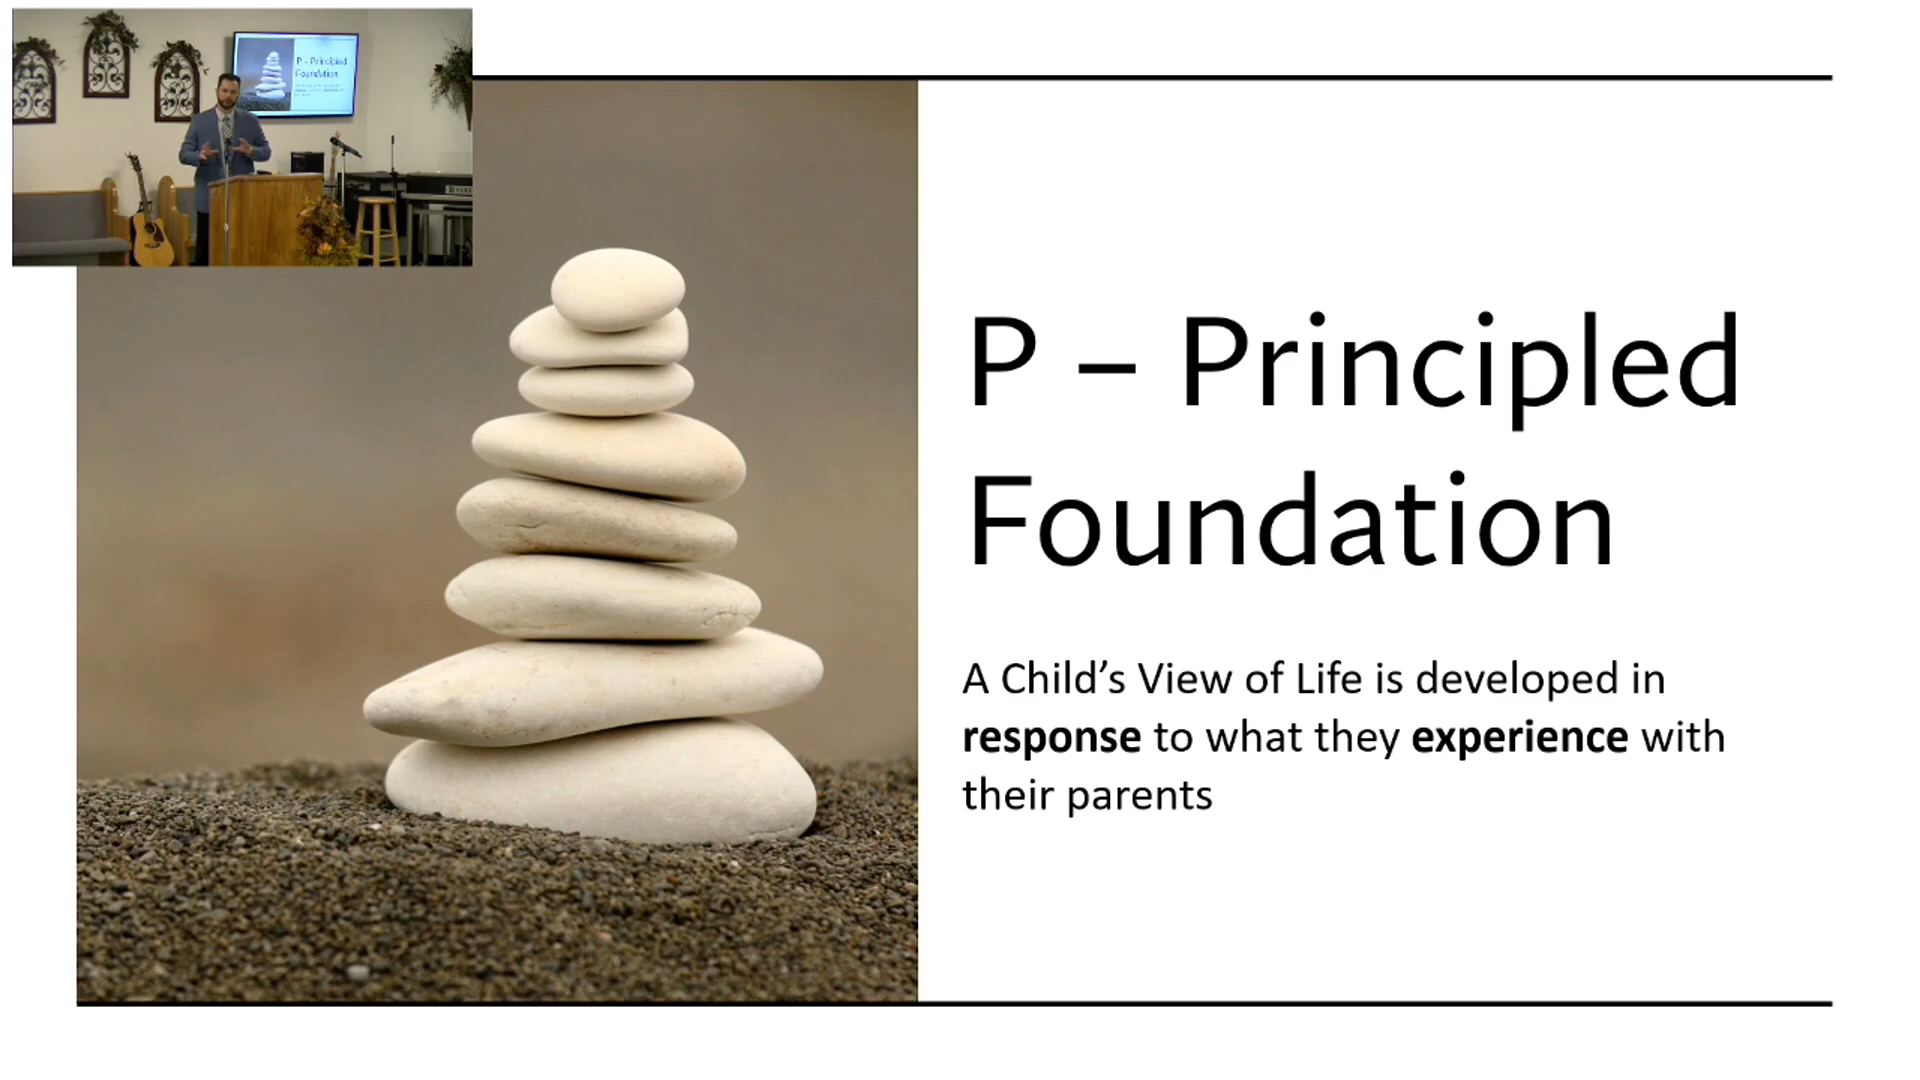 P – Principled
Foundation
P – Principled
Foundation
A Child’s View of Life is developed in
response to what they experience with
their parents